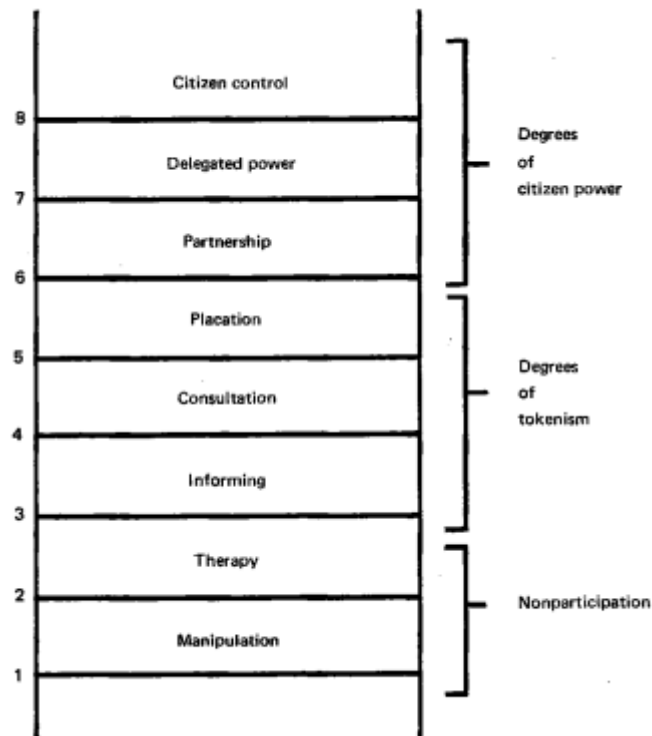 Citizen control
8
Delegated power
7
Partnership
6
Placation
5
Consultation
4
Informing
3
Therapy
2
Manipulation
1
Degrees
of
citizen power
Degrees
of
tokenism
Nonparticipation